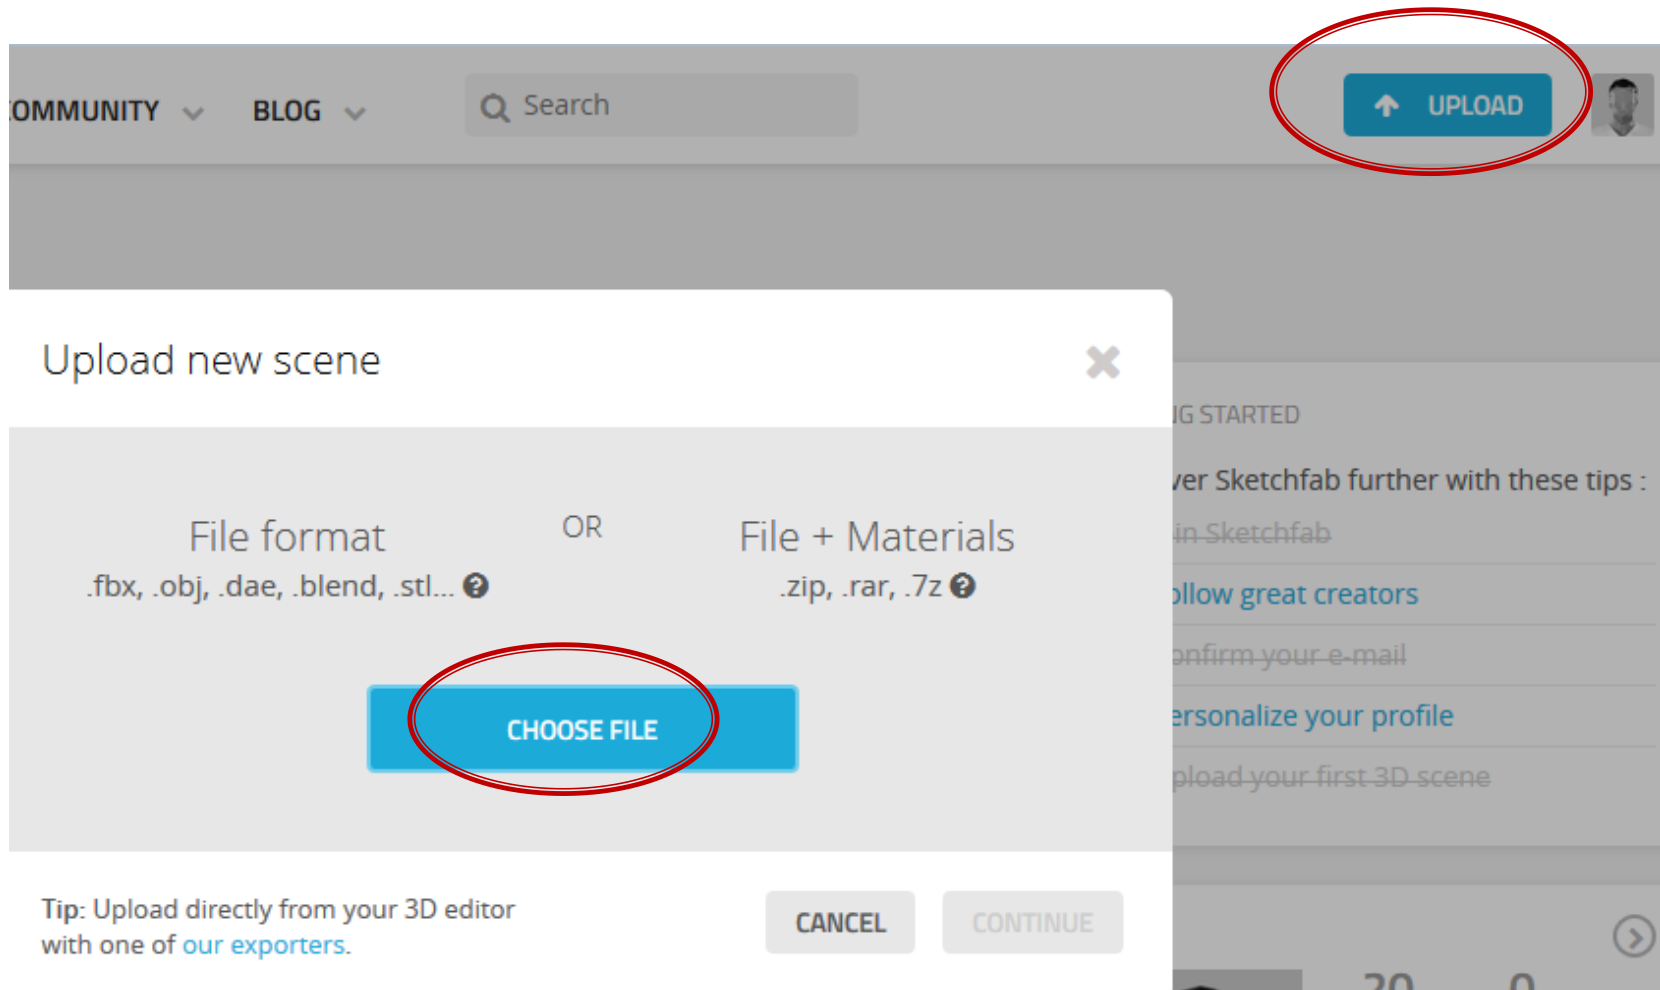 OMMUNITY BLOG Search UPLOAD
Upload new scene
NG STARTED
ver Sketchfab further with these tips :
in Sketchfab
ollow great creators
onfirm your e-mail
ersonalize your profile
pload your first 3D scene
File format OR File + Materials
.fbx, .obj, .dae, .blend, .stl... .zip, .rar, .7z
CHOOSE FILE
Tip: Upload directly from your 3D editor
with one of our exporters.
CANCEL CONTINUE
20 0